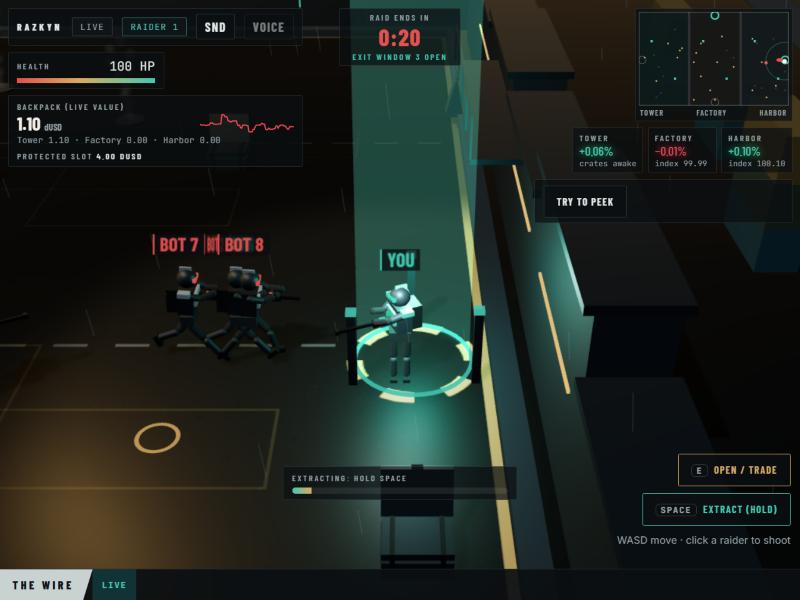 RAZKYN LIVE RAIDER 1 SND VOICE
HEALTH 100 HP
BACKPACK (LIVE VALUE)
1.10 dUSD
Tower 1.10 · Factory 0.00 · Harbor 0.00
PROTECTED SLOT 4.00 DUSD
RAID ENDS IN
0:20
EXIT WINDOW 3 OPEN
TOWER FACTORY HARBOR
TOWER
+0.06%
crates awake
FACTORY
-0.01%
index 99.99
HARBOR
+0.10%
index 100.10
TRY TO PEEK
BOT 7 BOT 8
YOU
EXTRACTING: HOLD SPACE
E OPEN / TRADE
SPACE EXTRACT (HOLD)
WASD move · click a raider to shoot
THE WIRE LIVE